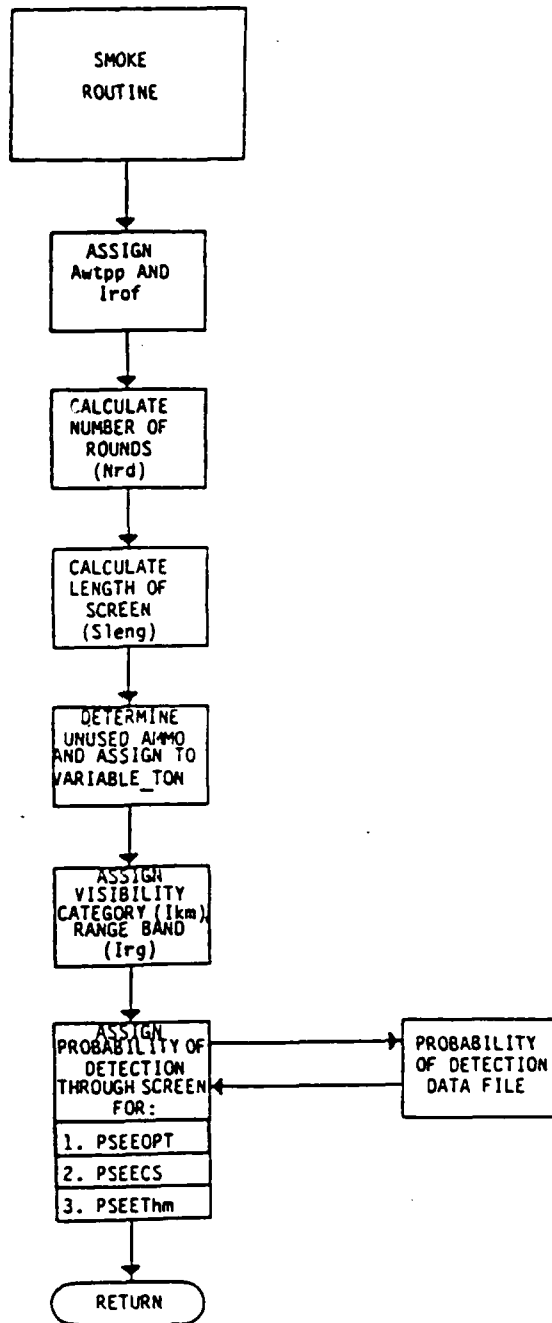 SMOKE
ROUTINE
ASSIGN
Awtpp AND
Irof
CALCULATE
NUMBER OF
ROUNDS
(Nrd)
CALCULATE
LENGTH OF
SCREEN
(Sleng)
DETERMINE
UNUSED AMMO
AND ASSIGN TO
VARIABLE_TON
ASSIGN
VISIBILITY
CATEGORY (Ikm),
RANGE BAND
(Irg)
ASSIGN
PROBABILITY OF
DETECTION
THROUGH SCREEN
FOR:
1. PSEEOPT
2. PSEECS
3. PSEEThm
PROBABILITY
OF DETECTION
DATA FILE
RETURN